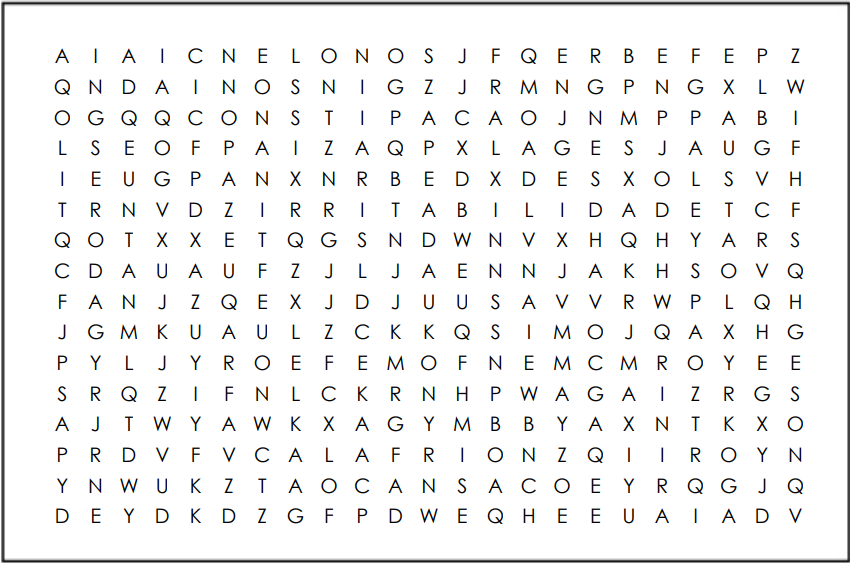 A I A I C N E L O N O S J F Q E R B E F E P Z
Q N D A I N O S N I G Z J R M N G P N G X L W
O G Q Q C O N S T I P A C A O J N M P P A B I
L S E O F P A I Z A Q P X L A G E S J A U G F
I E U G P A N X N R B E D X D E S X O L S V H
T R N V D Z I R R I T A B I L I D A D E T C F
Q O T X X E T Q G S N D W N V X H Q H Y A R S
C D A U A U F Z J L J A E N N J A K H S O V Q
F A N J Z Q E X J D J U U S A V V R W P L Q H
J G M K U A U L Z C K K Q S I M O J Q A X H G
P Y L J Y R O E F E M O F N E M C M R O Y E E
S R Q Z I F N L C K R N H P W A G A I Z R G S
A J T W Y A W K X A G Y M B B Y A X N T K X O
P R D V F V C A L A F R I O N Z Q I I R O Y N
Y N W U K Z T A O C A N S A C O E Y R Q G J Q
D E Y D K D Z G F P D W E Q H E E U A I A D V